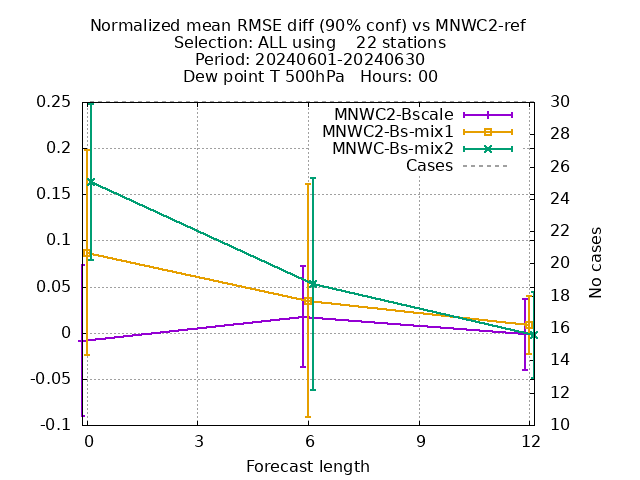 Normalized mean RMSE diff (90% conf) vs MNWC2-ref
Selection: ALL using    22 stations
Period: 20240601-20240630
Dew point T 500hPa   Hours: 00
MNWC2-Bscale
MNWC2-Bs-mix1
MNWC-Bs-mix2
Cases
0.25
0.2
0.15
0.1
0.05
0
-0.05
-0.1
30
28
26
24
22
20
18
16
14
12
10
No cases
0 3 6 9 12
Forecast length